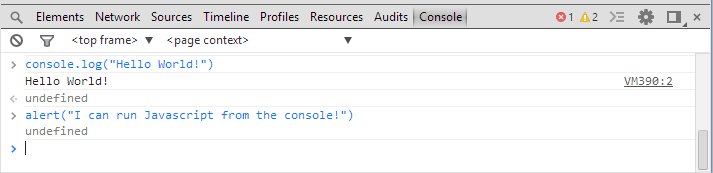 Elements Network Sources Timeline Profiles Resources Audits Console 1 2
<top frame> ▼ <page context> ▼
> console.log("Hello World!")
Hello World! VM390:2
< undefined
> alert("I can run Javascript from the console!")
undefined
>